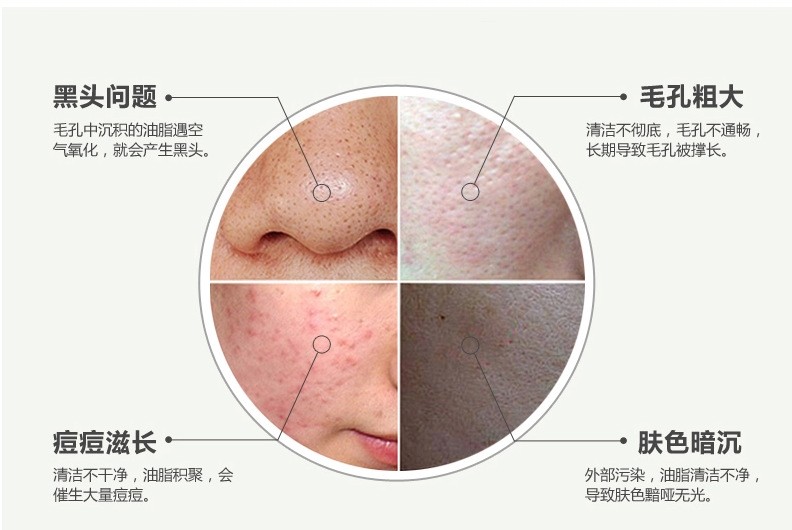 黑头问题
毛孔中沉积的油脂遇空
气氧化，就会产生黑头。
毛孔粗大
清洁不彻底，毛孔不通畅，
长期导致毛孔被撑长。
痘痘滋长
清洁不干净，油脂积聚，会
催生大量痘痘。
肤色暗沉
外部污染，油脂清洁不净，
导致肤色黯哑无光。